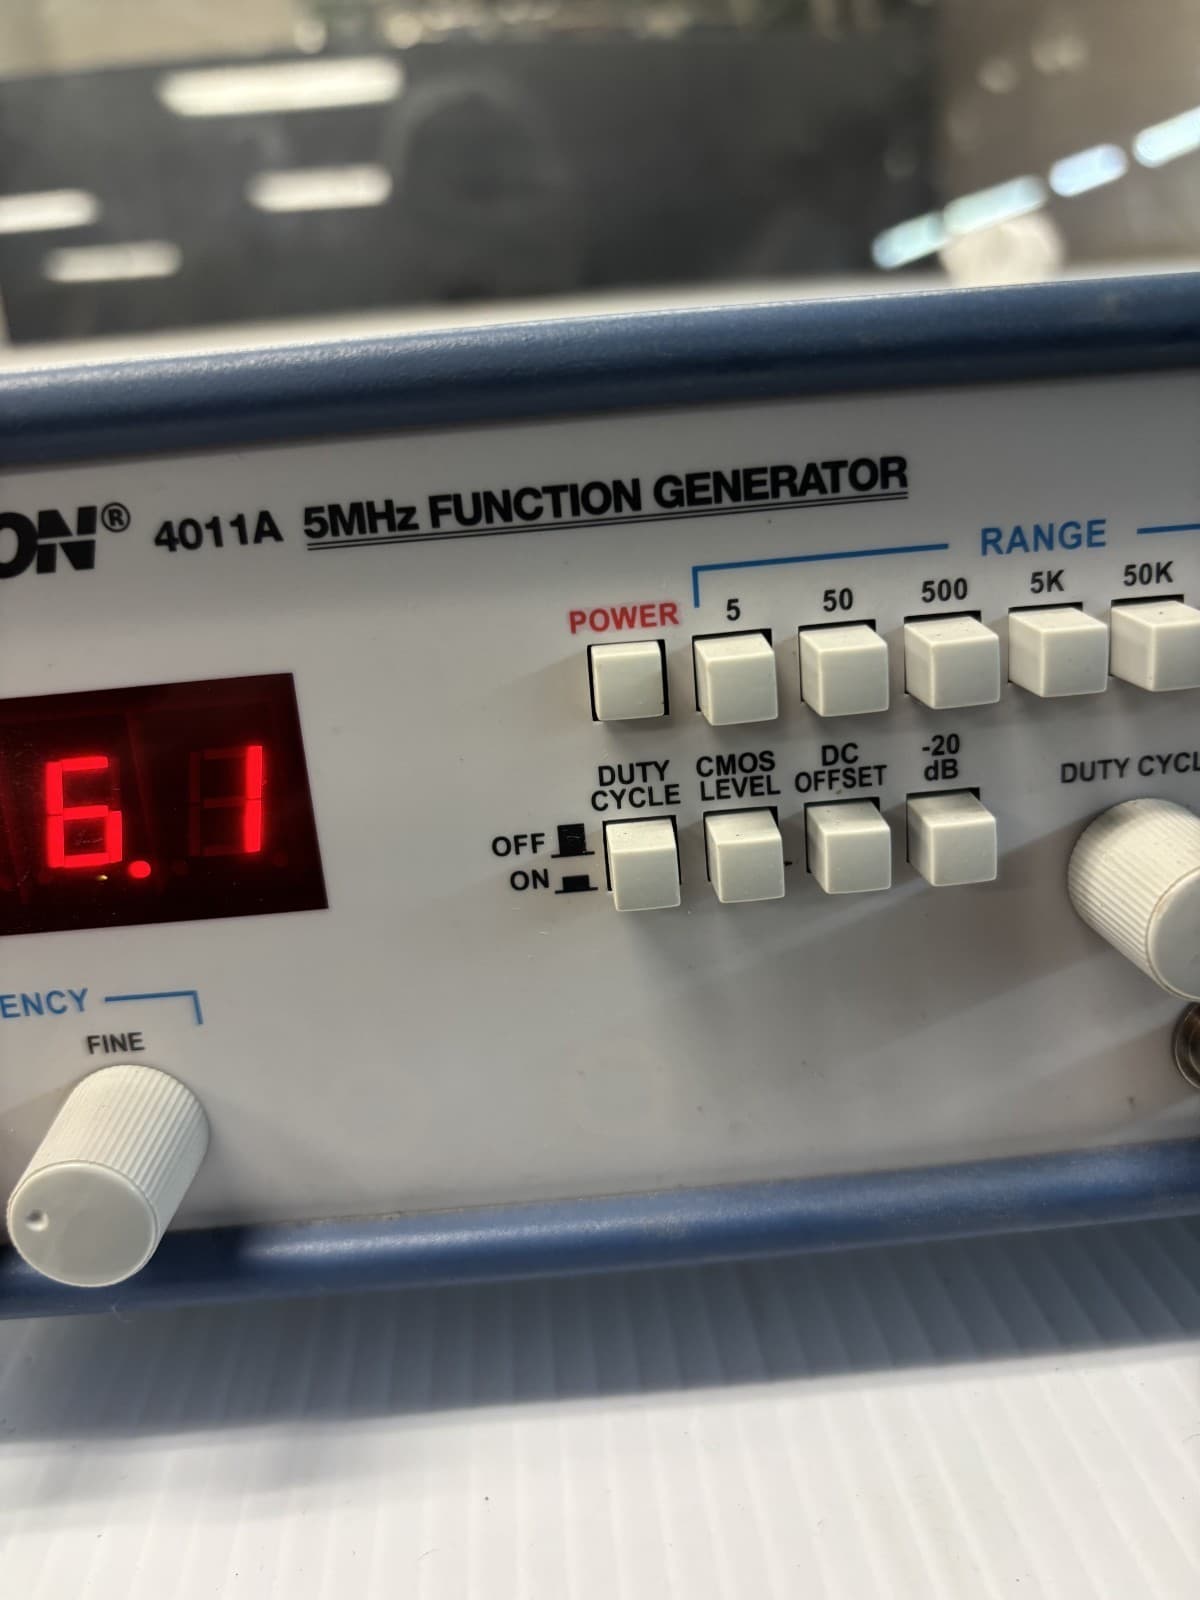 ON® 4011A 5MHz FUNCTION GENERATOR
RANGE
POWER 5 50 500 5K 50K
6.1
DUTY CYCLE CMOS LEVEL DC OFFSET -20 dB
DUTY CYCL
OFF
ON
ENCY
FINE